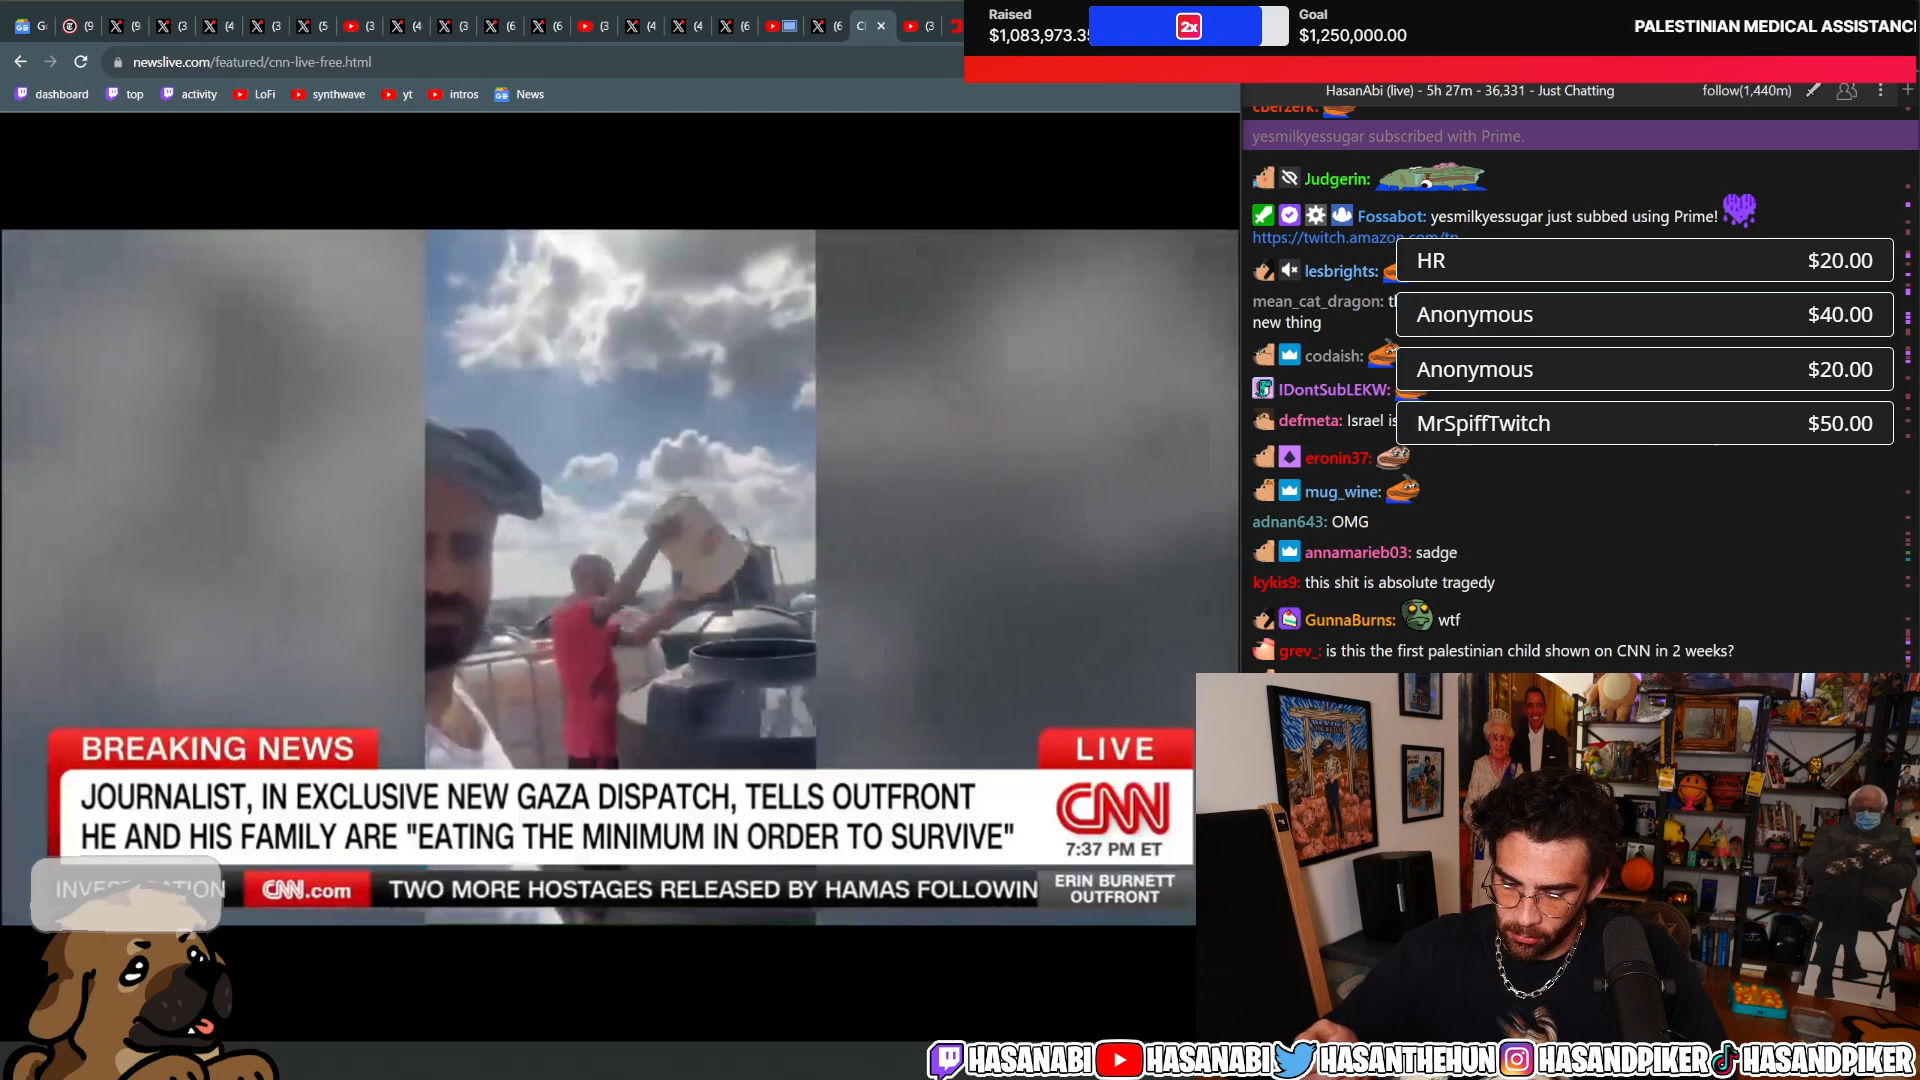 Raised
Goal
$1,083,973.3
2x
$1,250,000.00
PALESTINIAN MEDICAL ASSISTANC
newslive.com/featured/cnn-live-free.html
dashboard
top
activity
LoFi
synthwave
yt
intros
News
HasanAbi (live) - 5h 27m - 36,331 - Just Chatting
follow(1,440m)
cBerzerk:
yesmilkyessugar subscribed with Prime.
Judgerin:
Fossabot: yesmilkyessugar just subbed using Prime!
https://twitch.amazon.com/tp
lesbrights:
mean_cat_dragon:
new thing
codaish:
IDontSubLEKW:
defmeta: Israel is
eronin37:
mug_wine:
adnan643: OMG
annamarieb03: sadge
kykis9: this shit is absolute tragedy
GunnaBurns: wtf
grev_: is this the first palestinian child shown on CNN in 2 weeks?
HR $20.00
Anonymous $40.00
Anonymous $20.00
MrSpiffTwitch $50.00
BREAKING NEWS
LIVE
JOURNALIST, IN EXCLUSIVE NEW GAZA DISPATCH, TELLS OUTFRONT
HE AND HIS FAMILY ARE "EATING THE MINIMUM IN ORDER TO SURVIVE"
CNN
7:37 PM ET
CNN.com
TWO MORE HOSTAGES RELEASED BY HAMAS FOLLOWIN
ERIN BURNETT
OUTFRONT
HASANABI HASANABI HASANTHEHUN HASANDPIKER HASANDPIKER